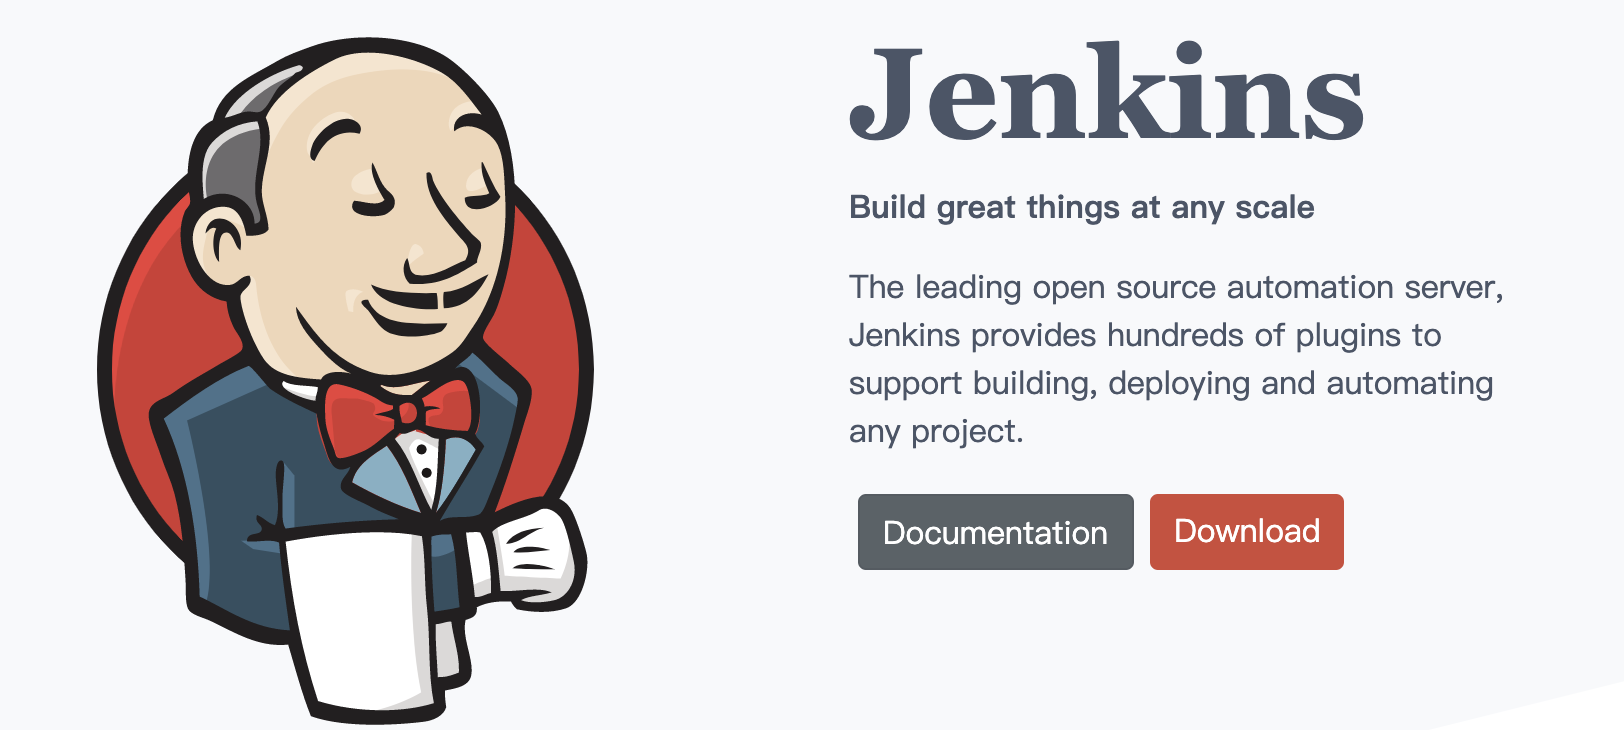 Jenkins
Build great things at any scale
The leading open source automation server,
Jenkins provides hundreds of plugins to
support building, deploying and automating
any project.
Documentation
Download